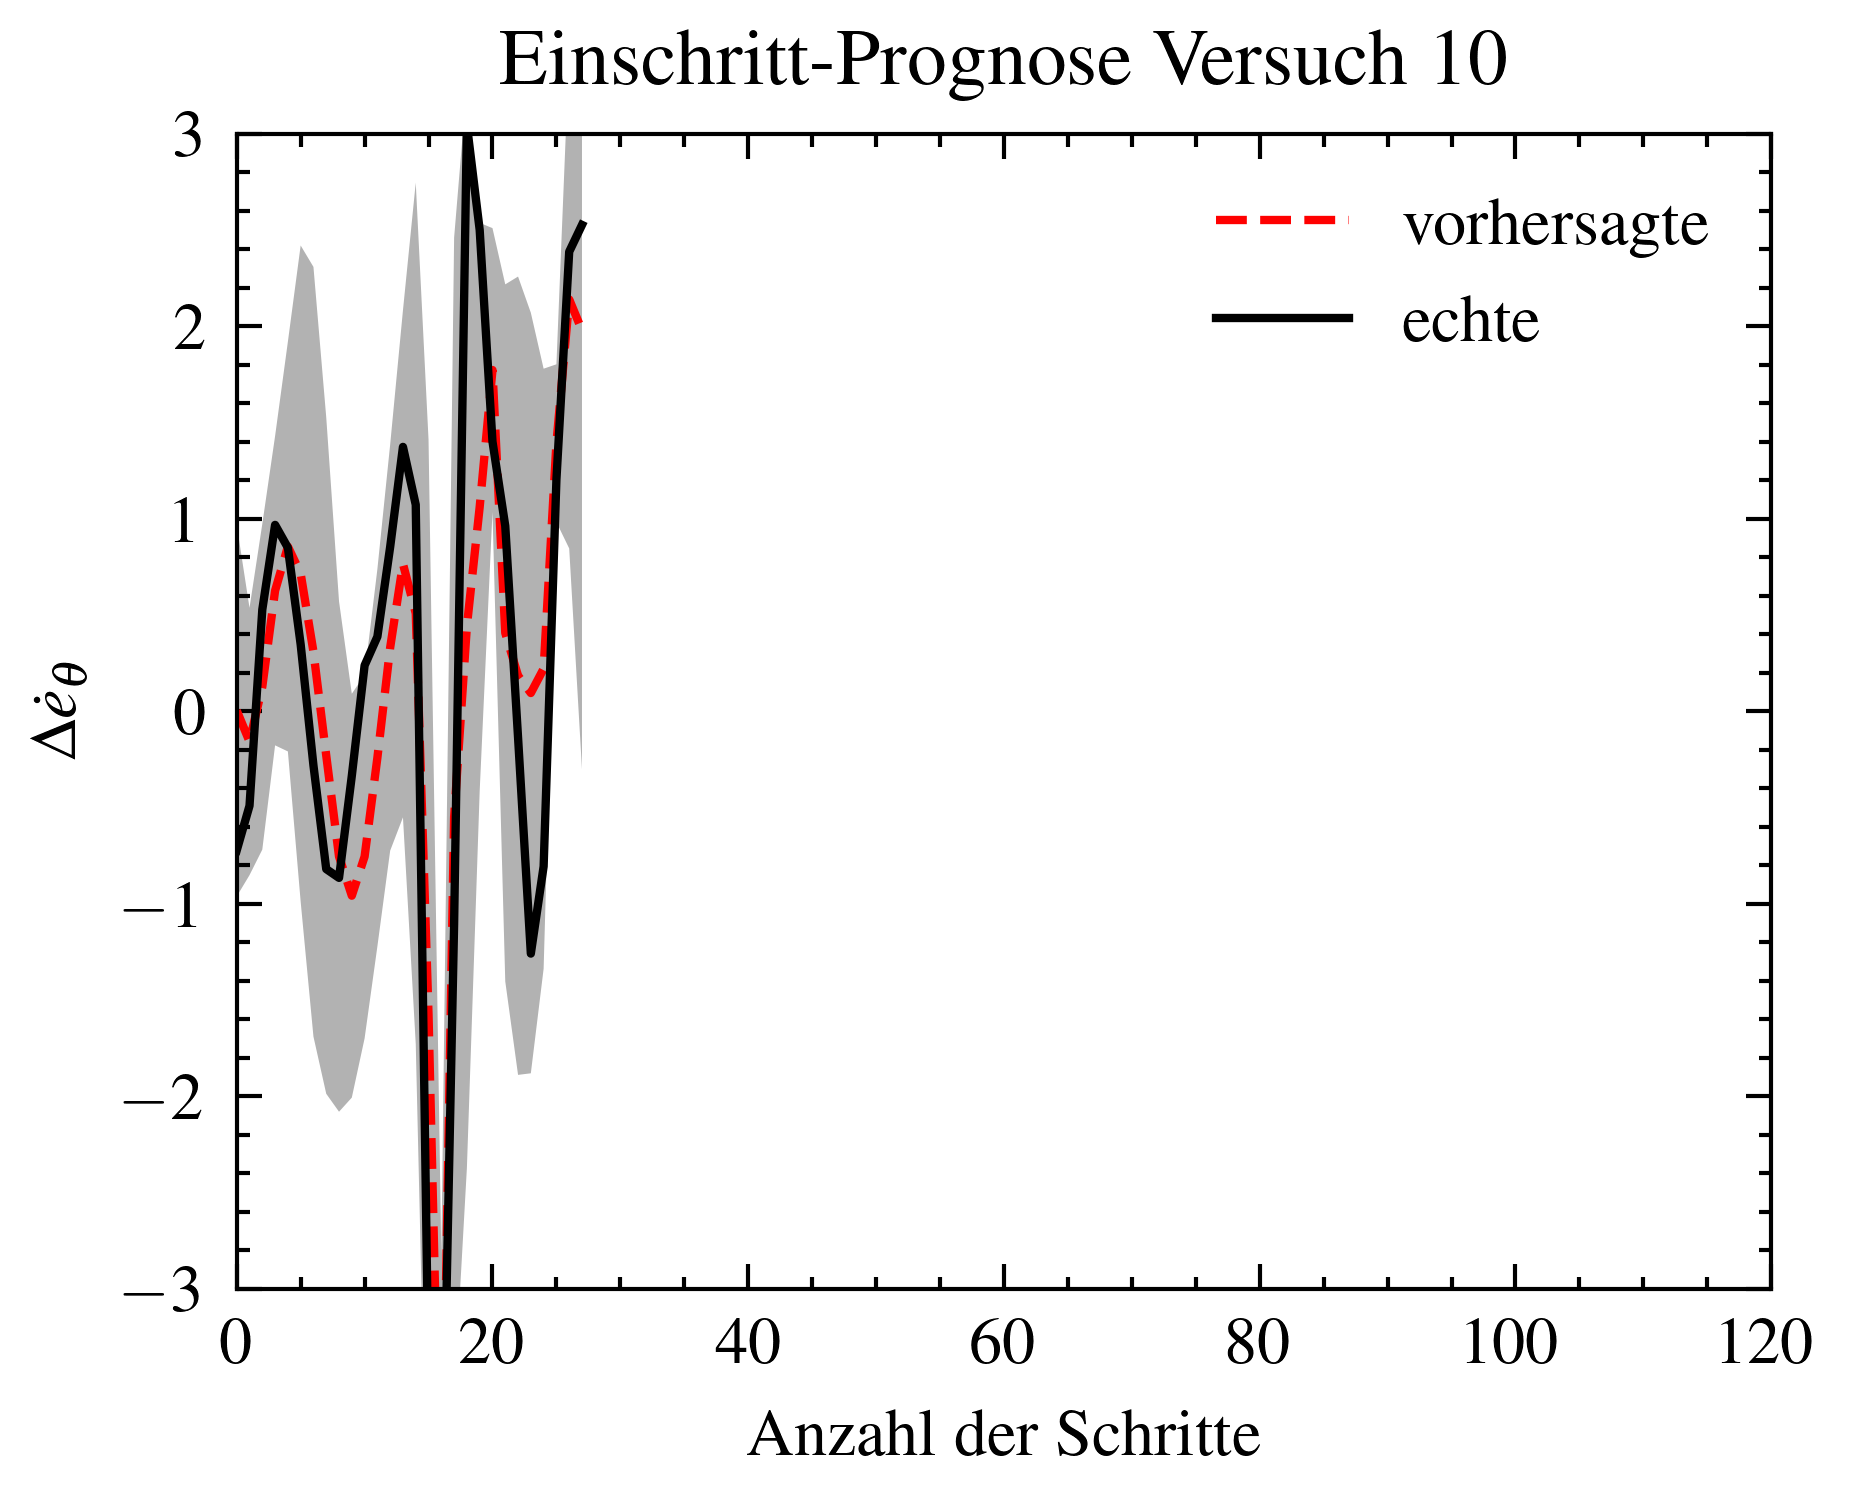 Einschritt-Prognose Versuch 10
3
2
1
0
−1
−2
−3
Δėθ
vorhersagte
echte
0 20 40 60 80 100 120
Anzahl der Schritte